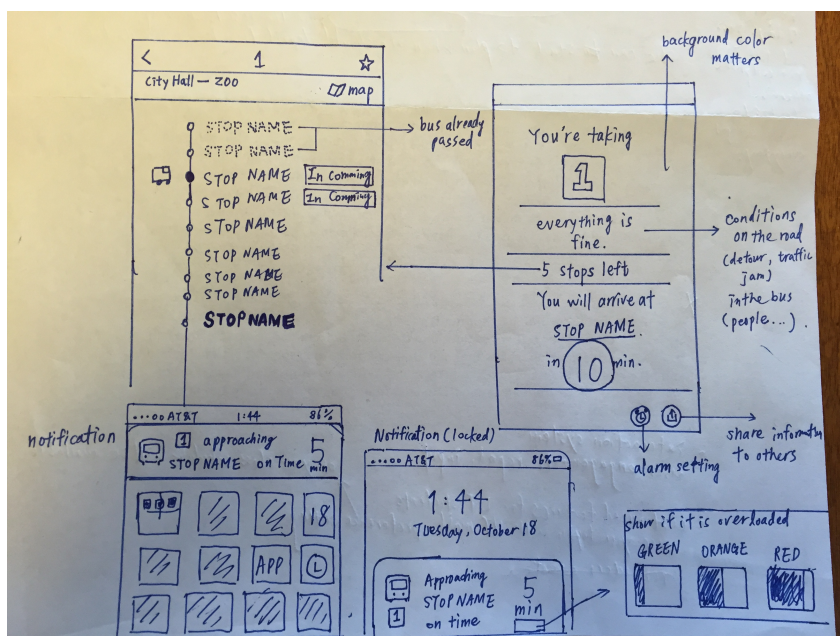 < 1 ☆
City Hall — ZOO
map
STOP NAME
STOP NAME
STOP NAME In Comming
STOP NAME In Comming
STOP NAME
STOP NAME
STOP NAME
STOP NAME
STOP NAME
bus already
passed
background color
matters
You're taking
1
everything is
fine.
5 stops left
You will arrive at
STOP NAME.
in 10 min.
conditions
on the road
(detour, traffic
jam)
in the bus
(people...).
share information
to others
alarm setting
notification
AT&T 1:44 86%
1 approaching 5
STOP NAME on Time min
18
APP L
Notification (locked)
AT&T 86%
1:44
Tuesday, October 18
Approaching 5
STOP NAME min
1 on time
show if it is overloaded
GREEN ORANGE RED